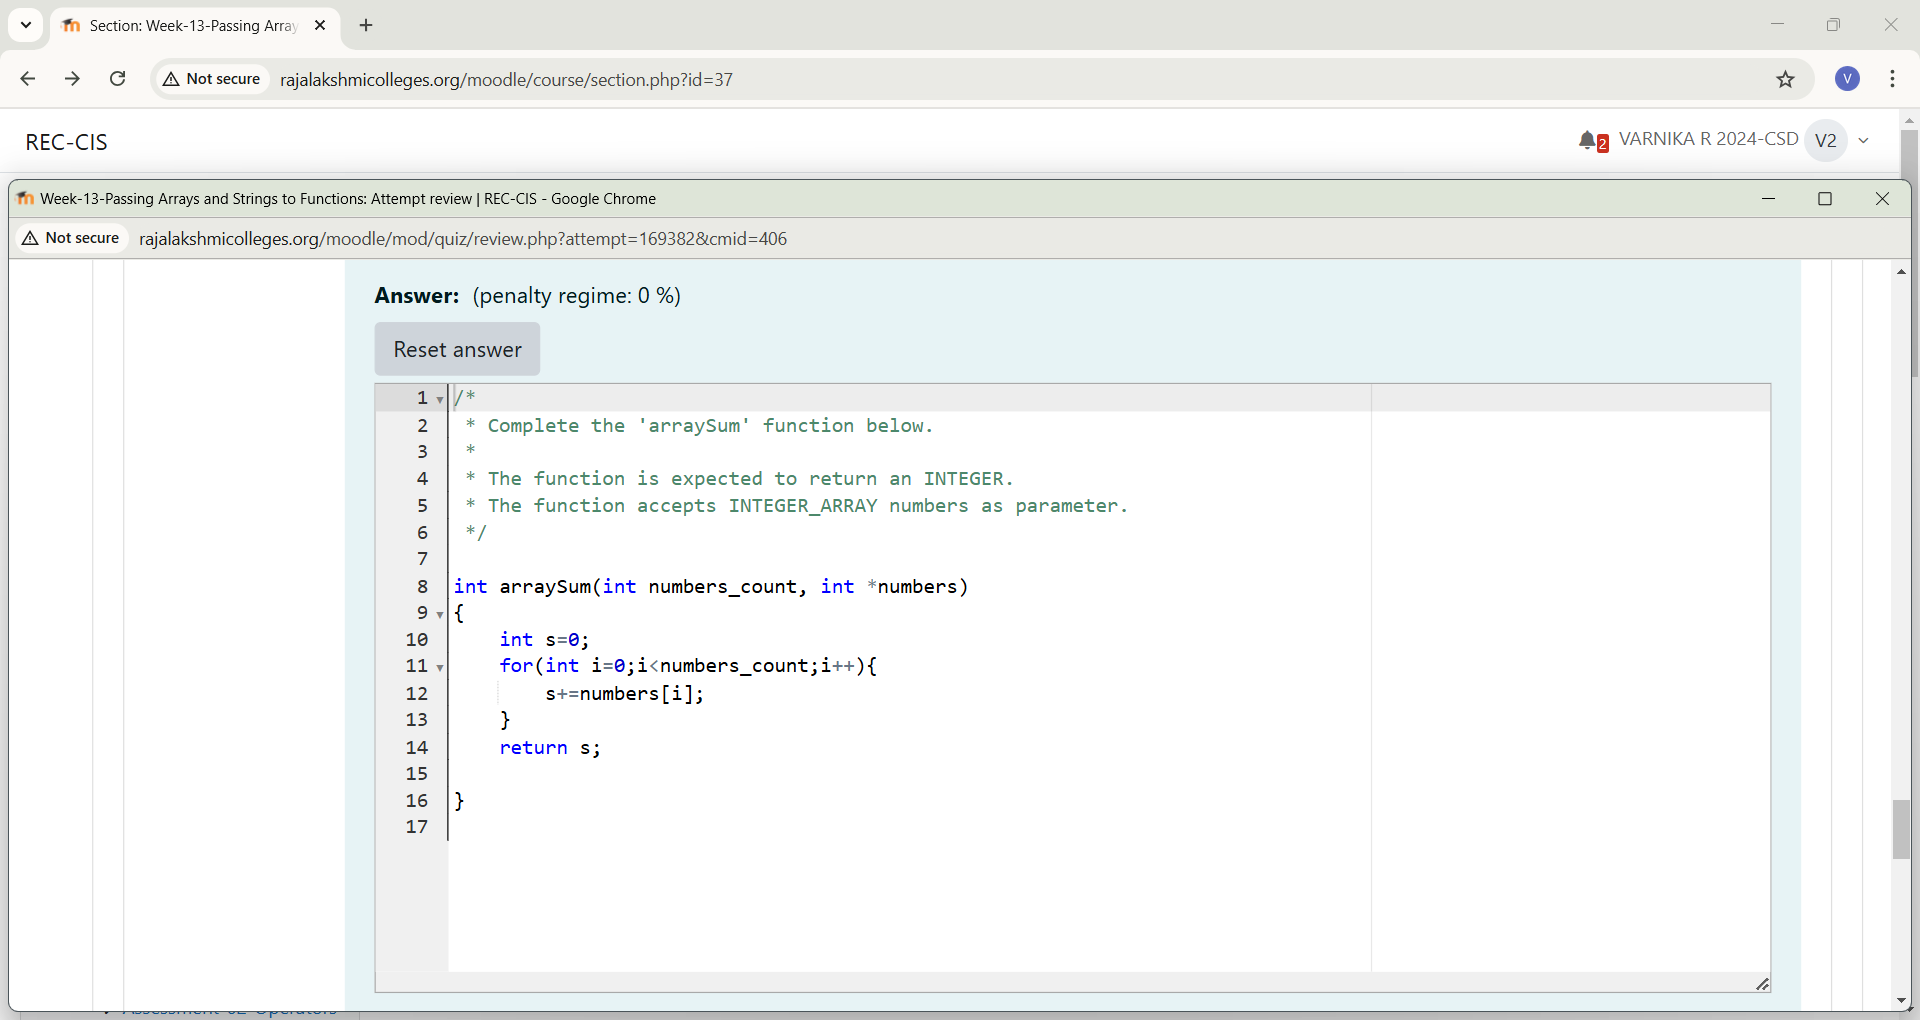 Section: Week-13-Passing Array
Not secure
rajalakshmicolleges.org/moodle/course/section.php?id=37
V
REC-CIS
2
VARNIKA R 2024-CSD
V2
Week-13-Passing Arrays and Strings to Functions: Attempt review | REC-CIS - Google Chrome
Not secure
rajalakshmicolleges.org/moodle/mod/quiz/review.php?attempt=169382&cmid=406
Answer: (penalty regime: 0 %)
Reset answer
1 /*
2 * Complete the 'arraySum' function below.
3 *
4 * The function is expected to return an INTEGER.
5 * The function accepts INTEGER_ARRAY numbers as parameter.
6 */
7
8 int arraySum(int numbers_count, int *numbers)
9 {
10 int s=0;
11 for(int i=0;i<numbers_count;i++){
12 s+=numbers[i];
13 }
14 return s;
15
16 }
17